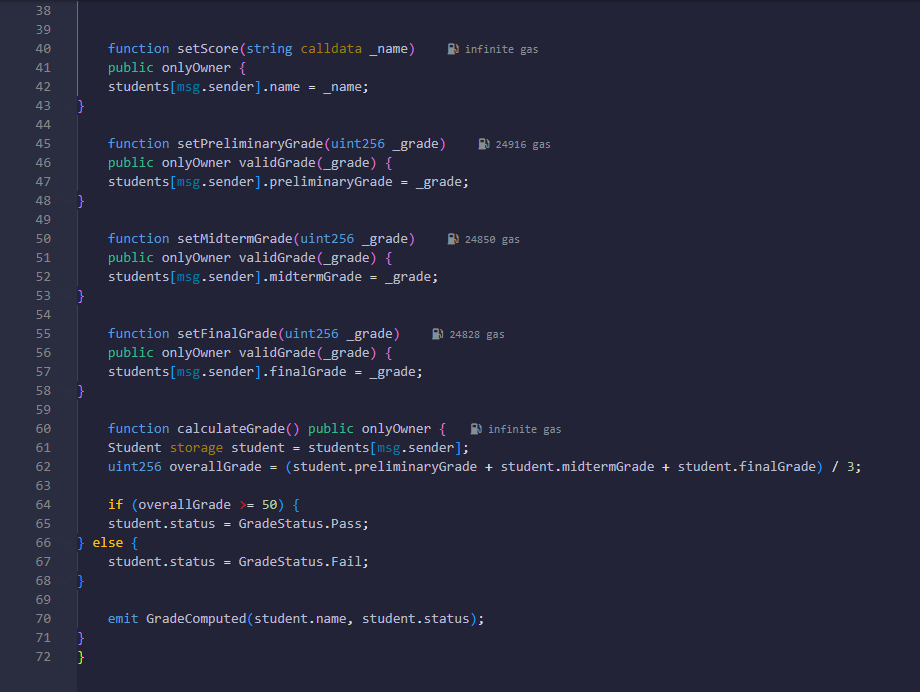 38
39
40 function setScore(string calldata _name) infinite gas
41 public onlyOwner {
42 students[msg.sender].name = _name;
43 }
44
45 function setPreliminaryGrade(uint256 _grade) 24916 gas
46 public onlyOwner validGrade(_grade) {
47 students[msg.sender].preliminaryGrade = _grade;
48 }
49
50 function setMidtermGrade(uint256 _grade) 24850 gas
51 public onlyOwner validGrade(_grade) {
52 students[msg.sender].midtermGrade = _grade;
53 }
54
55 function setFinalGrade(uint256 _grade) 24828 gas
56 public onlyOwner validGrade(_grade) {
57 students[msg.sender].finalGrade = _grade;
58 }
59
60 function calculateGrade() public onlyOwner { infinite gas
61 Student storage student = students[msg.sender];
62 uint256 overallGrade = (student.preliminaryGrade + student.midtermGrade + student.finalGrade) / 3;
63
64 if (overallGrade >= 50) {
65 student.status = GradeStatus.Pass;
66 } else {
67 student.status = GradeStatus.Fail;
68 }
69
70 emit GradeComputed(student.name, student.status);
71 }
72 }